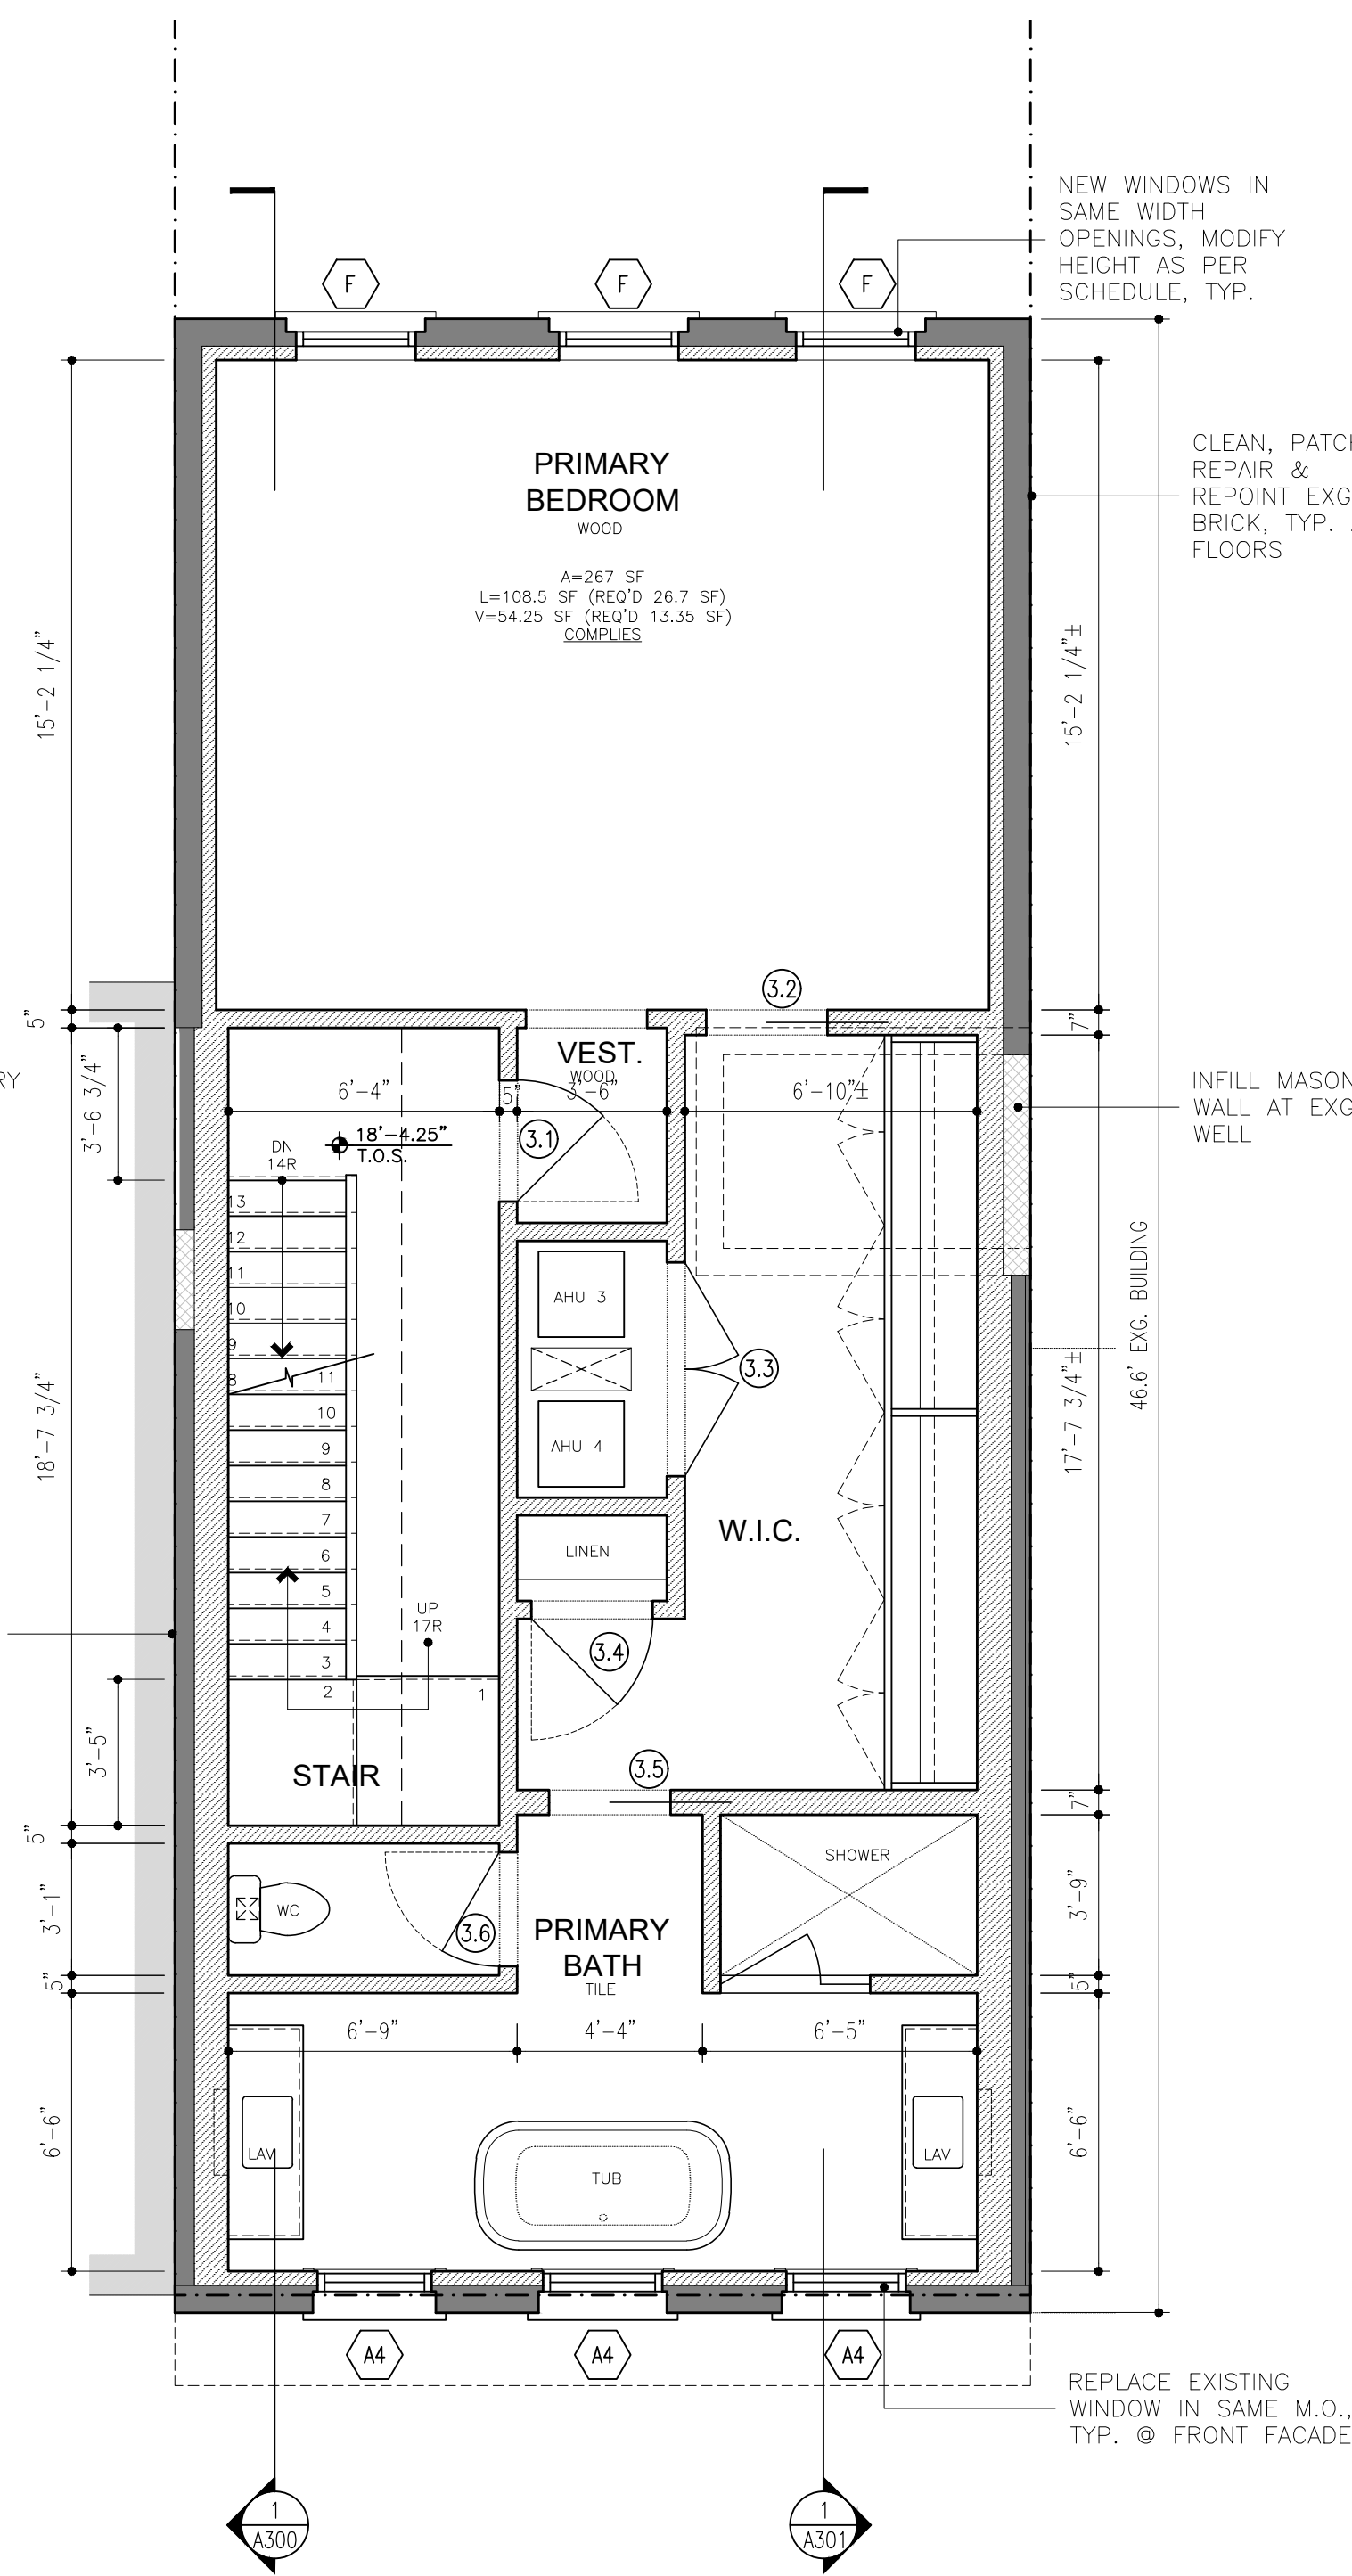 NEW WINDOWS IN
SAME WIDTH
OPENINGS, MODIFY
HEIGHT AS PER
SCHEDULE, TYP.
F
F
F
CLEAN, PATCH
REPAIR &
REPOINT EXG
BRICK, TYP.
FLOORS
PRIMARY
BEDROOM
WOOD
A=267 SF
L=108.5 SF (REQ'D 26.7 SF)
V=54.25 SF (REQ'D 13.35 SF)
COMPLIES
15'-2 1/4"
15'-2 1/4"±
3.2
5"
7"
VEST.
WOOD
RY
3'-6 3/4"
6'-4"
5"
3'-6"
6'-10"±
INFILL MASON
WALL AT EXG
WELL
18'-4.25"
T.O.S.
3.1
DN
14R
13
12
11
10
9
8
11
10
9
8
7
6
5
4
3
2
1
AHU 3
3.3
AHU 4
46.6' EXG. BUILDING
18'-7 3/4"
17'-7 3/4"±
W.I.C.
LINEN
UP
17R
3.4
3'-5"
STAIR
3.5
5"
7"
SHOWER
3'-1"
WC
3.6
PRIMARY
BATH
TILE
3'-9"
5"
5"
6'-9"
4'-4"
6'-5"
6'-6"
LAV
TUB
LAV
6'-6"
A4
A4
A4
REPLACE EXISTING
WINDOW IN SAME M.O.,
TYP. @ FRONT FACADE
1
A300
1
A301